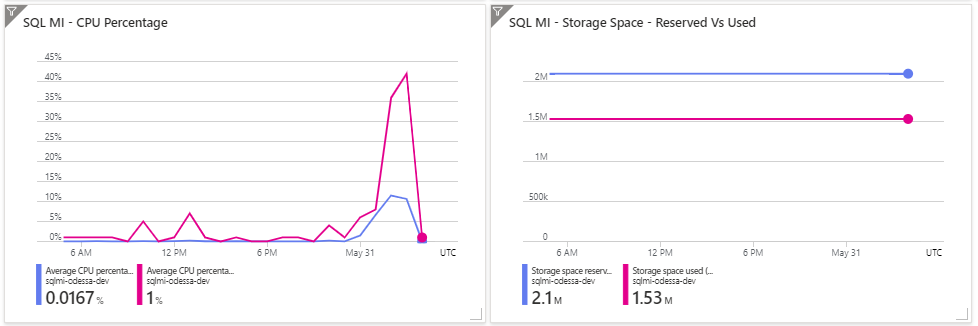 SQL MI - CPU Percentage
45%
40%
35%
30%
25%
20%
15%
10%
5%
0%
6 AM
12 PM
6 PM
May 31
UTC
Average CPU percenta...
sqlmi-odessa-dev
0.0167 %
Average CPU percenta...
sqlmi-odessa-dev
1 %
SQL MI - Storage Space - Reserved Vs Used
2M
1.5M
1M
500k
0
6 AM
12 PM
6 PM
May 31
UTC
Storage space reserv...
sqlmi-odessa-dev
2.1 M
Storage space used (...
sqlmi-odessa-dev
1.53 M